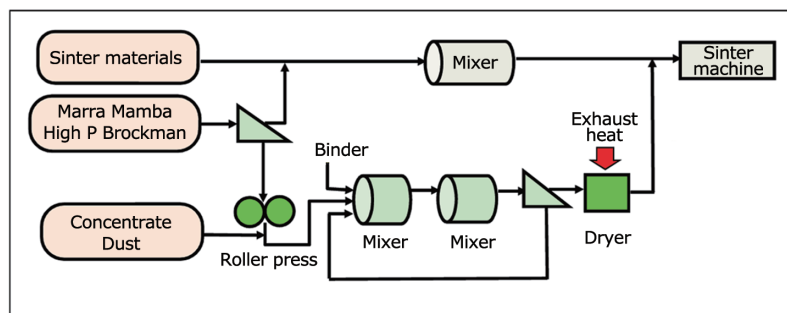 Sinter materials
Mixer
Sinter
machine
Marra Mamba
High P Brockman
Exhaust
heat
Binder
Concentrate
Dust
Roller press
Mixer
Mixer
Dryer